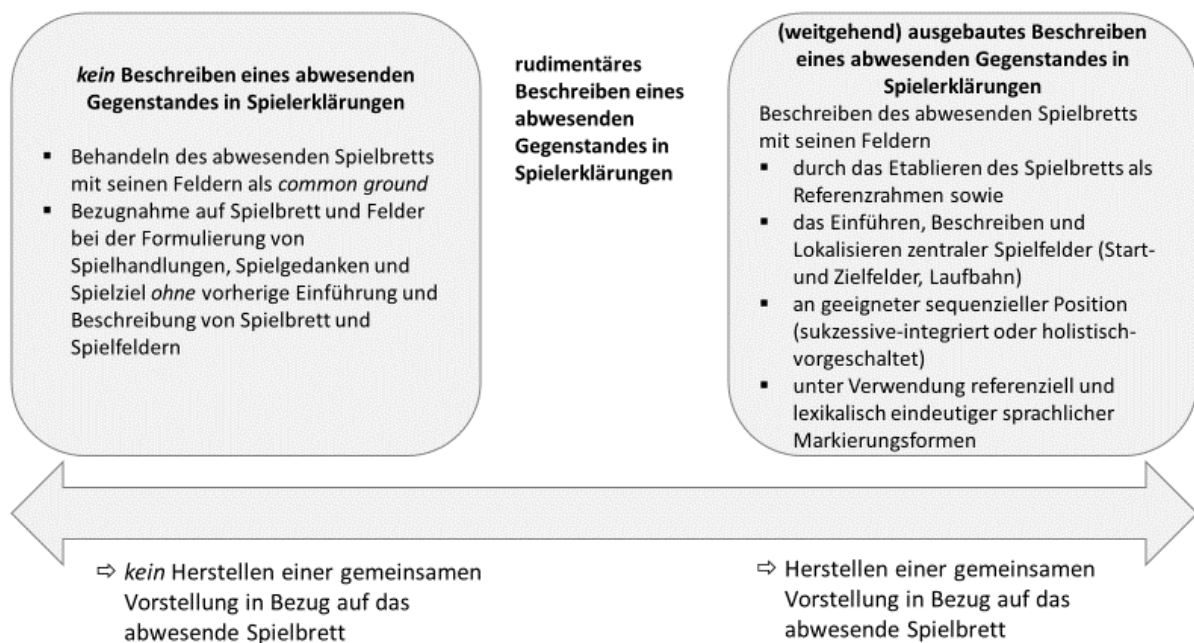 kein Beschreiben eines abwesenden
Gegenstandes in Spielerklärungen
▪ Behandeln des abwesenden Spielbretts
mit seinen Feldern als common ground
▪ Bezugnahme auf Spielbrett und Felder
bei der Formulierung von
Spielhandlungen, Spielgedanken und
Spielziel ohne vorherige Einführung und
Beschreibung von Spielbrett und
Spielfeldern
rudimentäres
Beschreiben eines
abwesenden
Gegenstandes in
Spielerklärungen
(weitgehend) ausgebautes Beschreiben
eines abwesenden Gegenstandes in
Spielerklärungen
Beschreiben des abwesenden Spielbretts
mit seinen Feldern
▪ durch das Etablieren des Spielbretts als
Referenzrahmen sowie
▪ das Einführen, Beschreiben und
Lokalisieren zentraler Spielfelder (Start-
und Zielfelder, Laufbahn)
▪ an geeigneter sequenzieller Position
(sukzessive-integriert oder holistisch-
vorgeschaltet)
▪ unter Verwendung referenziell und
lexikalisch eindeutiger sprachlicher
Markierungsformen
⇨ kein Herstellen einer gemeinsamen
Vorstellung in Bezug auf das
abwesende Spielbrett
⇨ Herstellen einer gemeinsamen
Vorstellung in Bezug auf das
abwesende Spielbrett